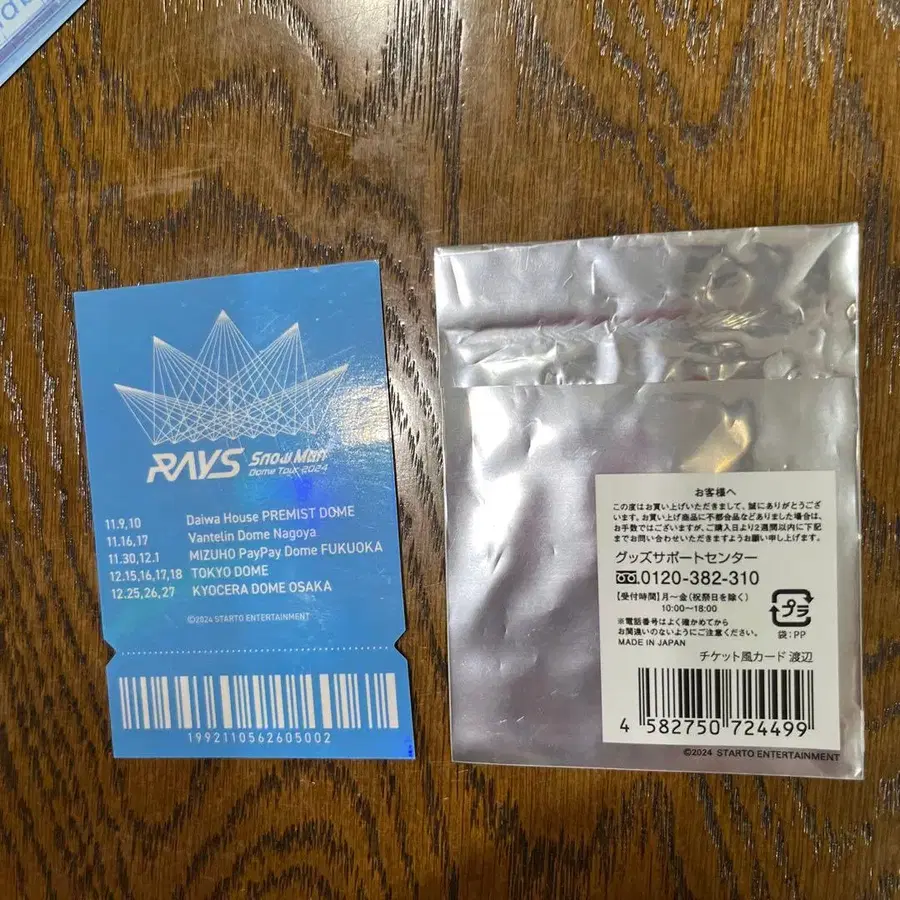 RAYS Snow Man
Dome Tour 2024
11.9,10 Daiwa House PREMIST DOME
11.16,17 Vantelin Dome Nagoya
11.30,12.1 MIZUHO PayPay Dome FUKUOKA
12.15,16,17,18 TOKYO DOME
12.25,26,27 KYOCERA DOME OSAKA
©2024 STARTO ENTERTAINMENT
1992110562605002
お客様へ
この度はお買い上げいただきまして、誠にありがとうござ
います。お買い上げ商品に不都合品などありました場合は、
お手数ではございますが、ご購入日より2週間以内に下記
までお問い合わせいただきますようお願い申し上げます。
グッズサポートセンター
0120-382-310
【受付時間】月~金(祝祭日を除く)
10:00~18:00
※電話番号はよく確かめてから
お間違いのないようにご注意ください。
MADE IN JAPAN
プラ
袋:PP
チケット風カード 渡辺
4 582750 724499
©2024 STARTO ENTERTAINMENT